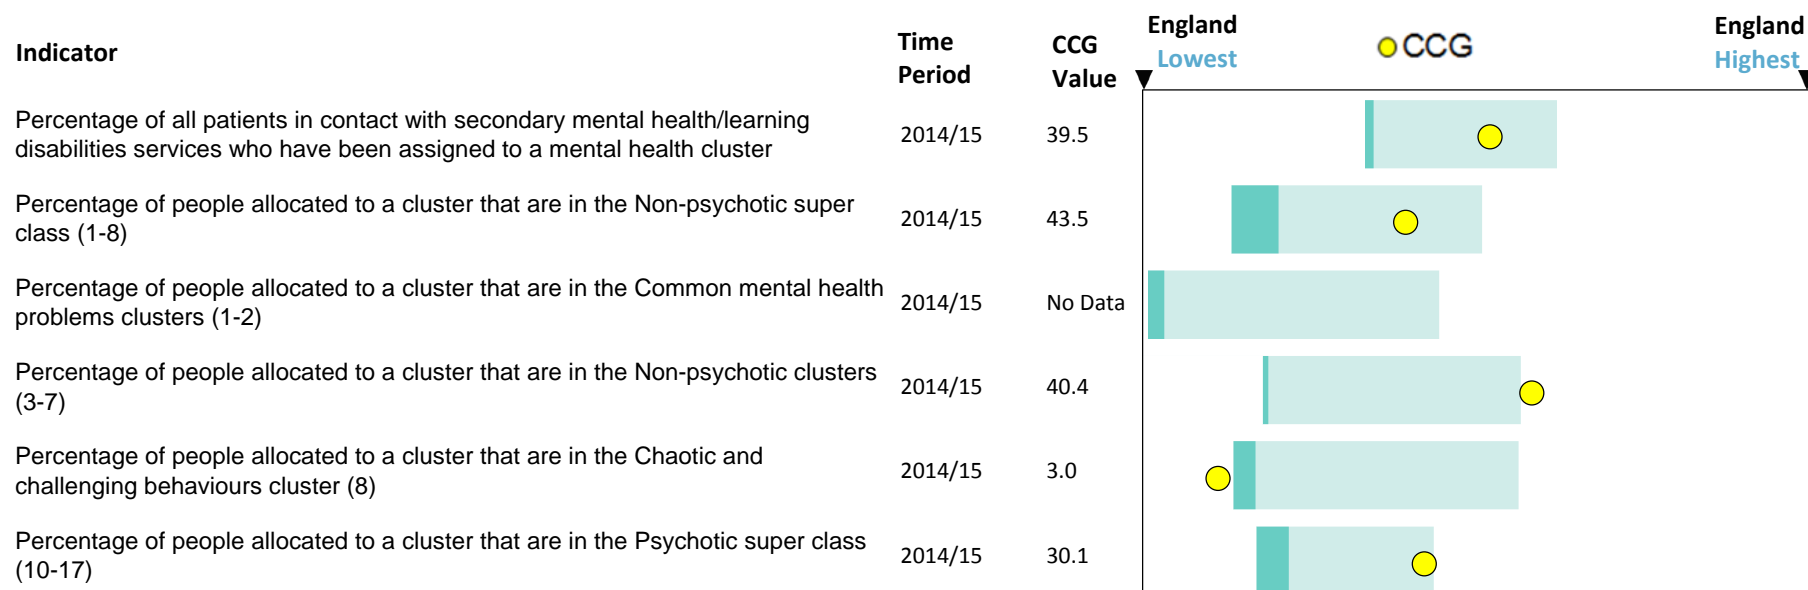 Indicator
Time
Period
CCG
Value
England
Lowest
CCG
England
Highest
Percentage of all patients in contact with secondary mental health/learning
disabilities services who have been assigned to a mental health cluster
2014/15
39.5
Percentage of people allocated to a cluster that are in the Non-psychotic super
class (1-8)
2014/15
43.5
Percentage of people allocated to a cluster that are in the Common mental health
problems clusters (1-2)
2014/15
No Data
Percentage of people allocated to a cluster that are in the Non-psychotic clusters
(3-7)
2014/15
40.4
Percentage of people allocated to a cluster that are in the Chaotic and
challenging behaviours cluster (8)
2014/15
3.0
Percentage of people allocated to a cluster that are in the Psychotic super class
(10-17)
2014/15
30.1